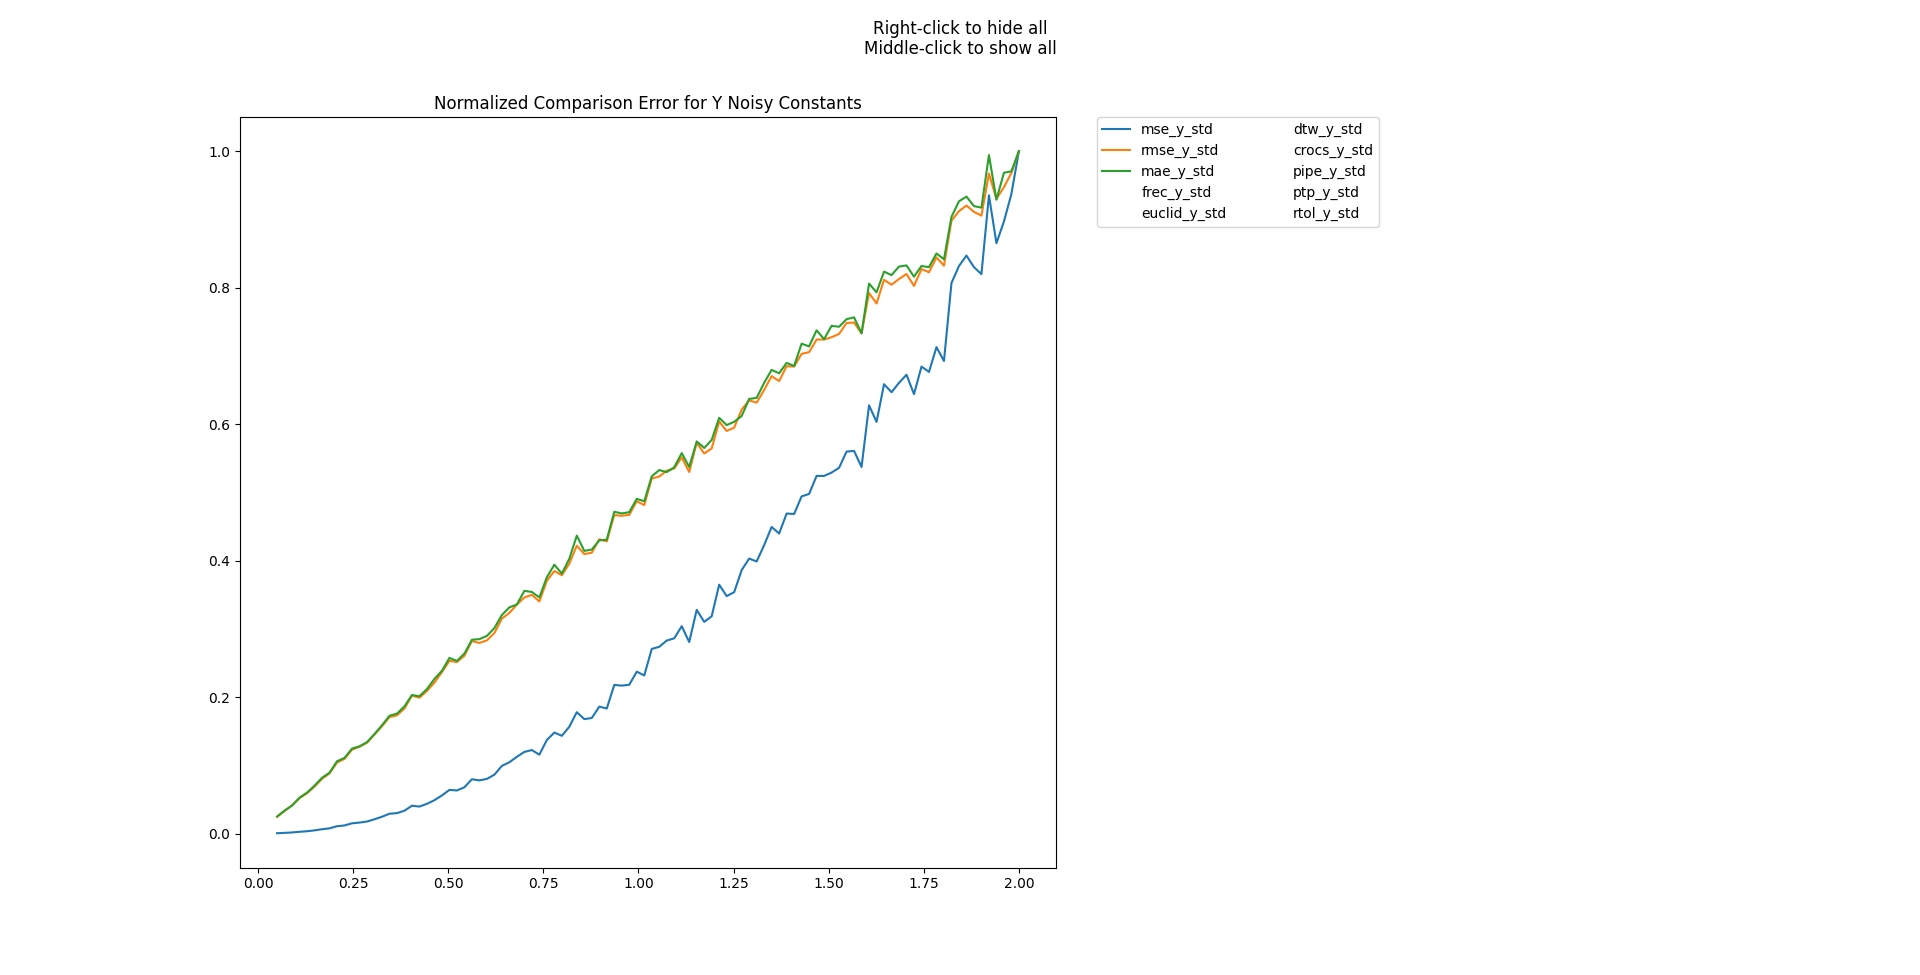 Right-click to hide all
Middle-click to show all
Normalized Comparison Error for Y Noisy Constants
1.0
0.8
0.6
0.4
0.2
0.0
0.00 0.25 0.50 0.75 1.00 1.25 1.50 1.75 2.00
mse_y_std dtw_y_std
rmse_y_std crocs_y_std
mae_y_std pipe_y_std
frec_y_std ptp_y_std
euclid_y_std rtol_y_std